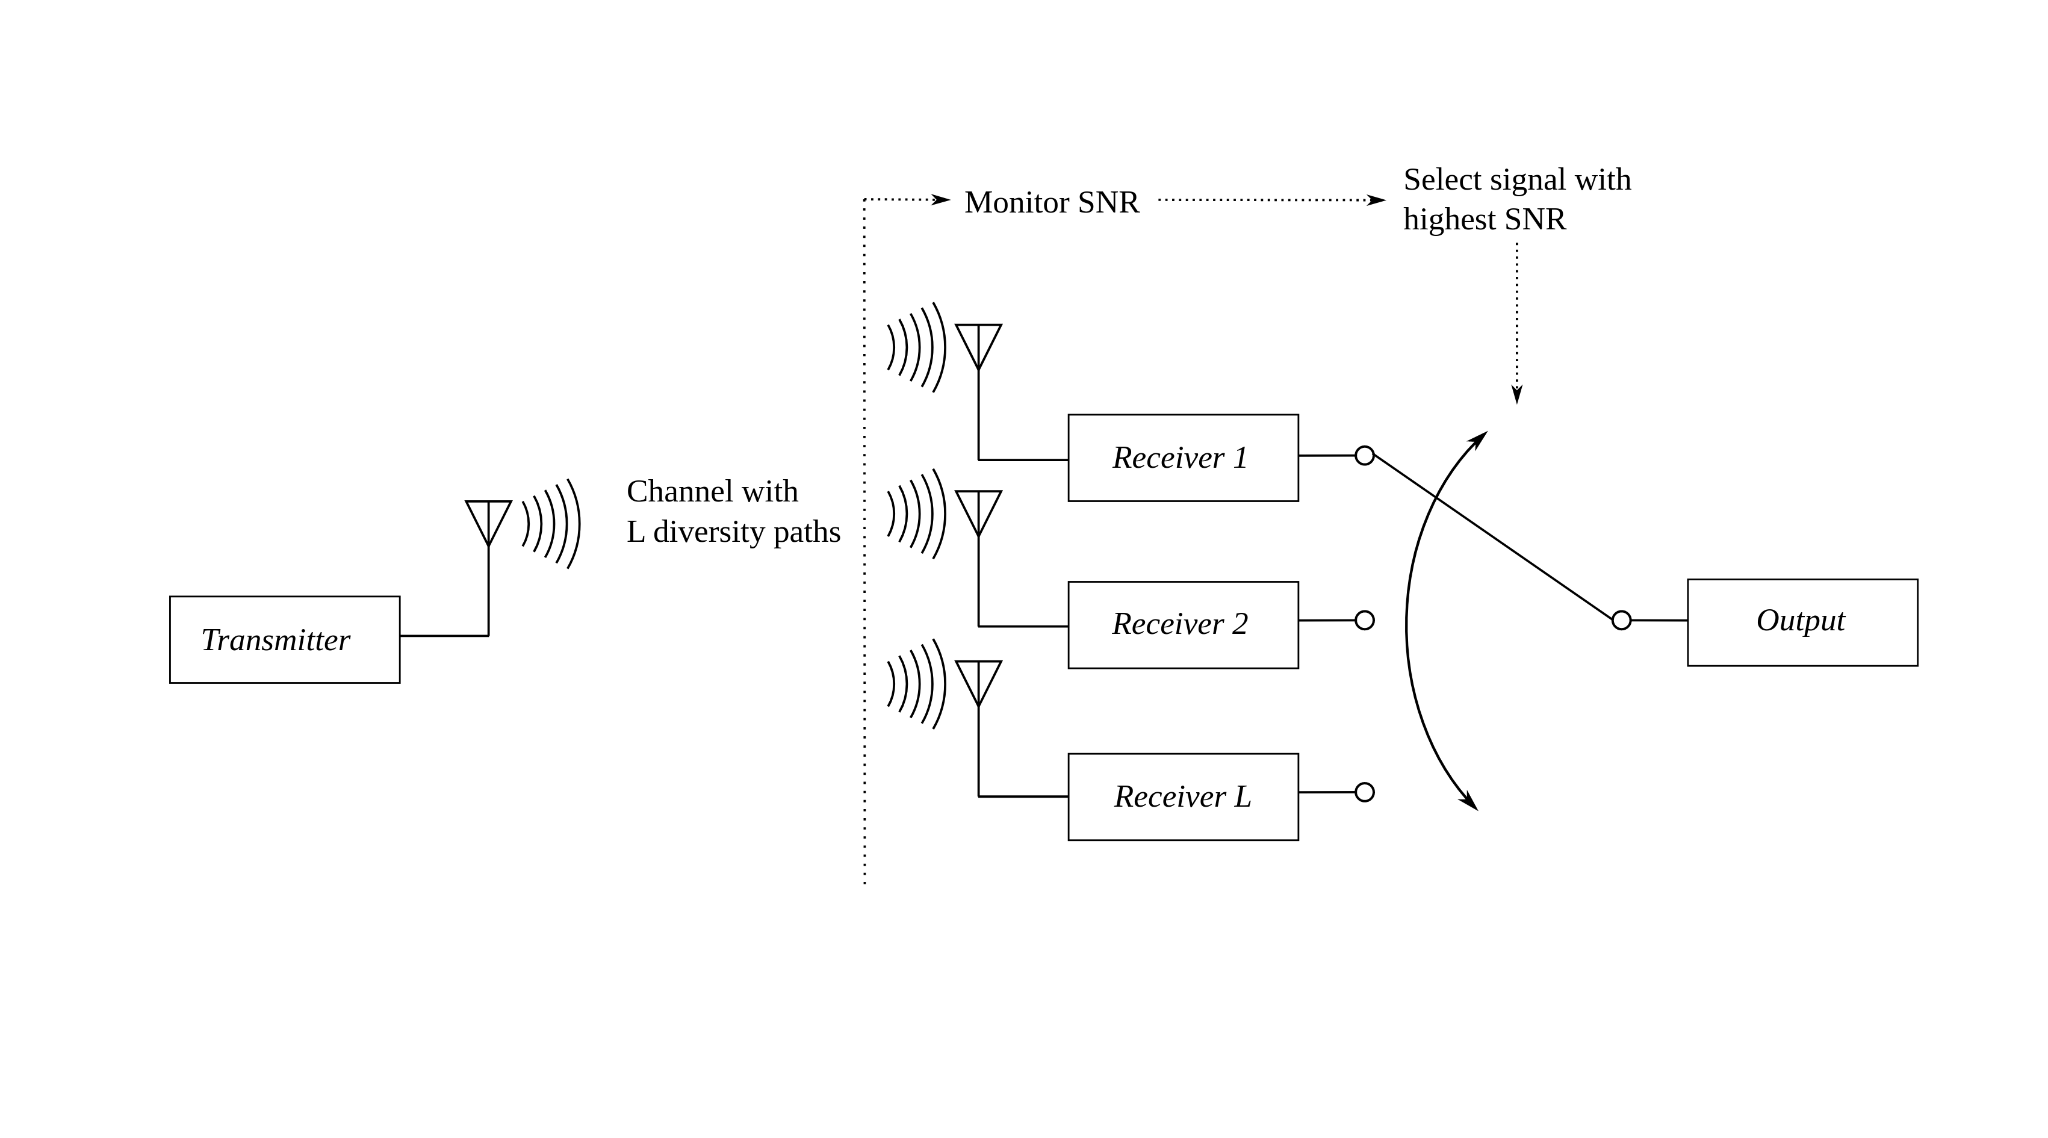 Select signal with
highest SNR
Monitor SNR
Channel with
L diversity paths
Receiver 1
Receiver 2
Receiver L
Transmitter
Output